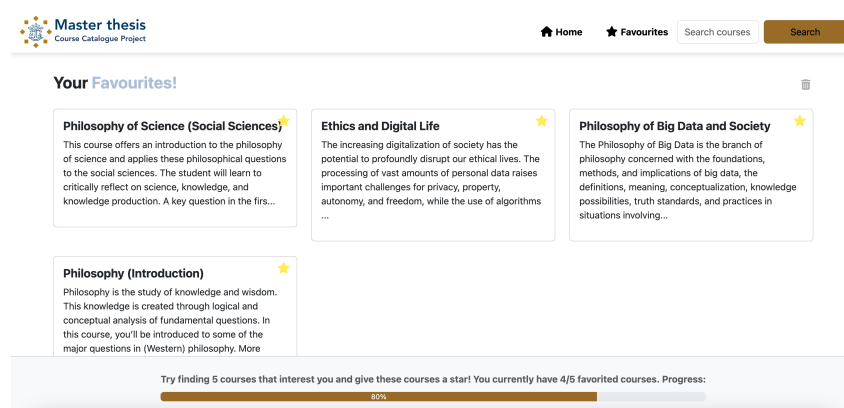 Master thesis
Course Catalogue Project
Home
Favourites
Search courses
Search
Your Favourites!
Philosophy of Science (Social Sciences)
This course offers an introduction to the philosophy
of science and applies these philosophical questions
to the social sciences. The student will learn to
critically reflect on science, knowledge, and
knowledge production. A key question in the firs...
Ethics and Digital Life
The increasing digitalization of society has the
potential to profoundly disrupt our ethical lives. The
processing of vast amounts of personal data raises
important challenges for privacy, property,
autonomy, and freedom, while the use of algorithms
...
Philosophy of Big Data and Society
The Philosophy of Big Data is the branch of
philosophy concerned with the foundations,
methods, and implications of big data, the
definitions, meaning, conceptualization, knowledge
possibilities, truth standards, and practices in
situations involving...
Philosophy (Introduction)
Philosophy is the study of knowledge and wisdom.
This knowledge is created through logical and
conceptual analysis of fundamental questions. In
this course, you'll be introduced to some of the
major questions in (Western) philosophy. More
Try finding 5 courses that interest you and give these courses a star! You currently have 4/5 favorited courses. Progress:
80%